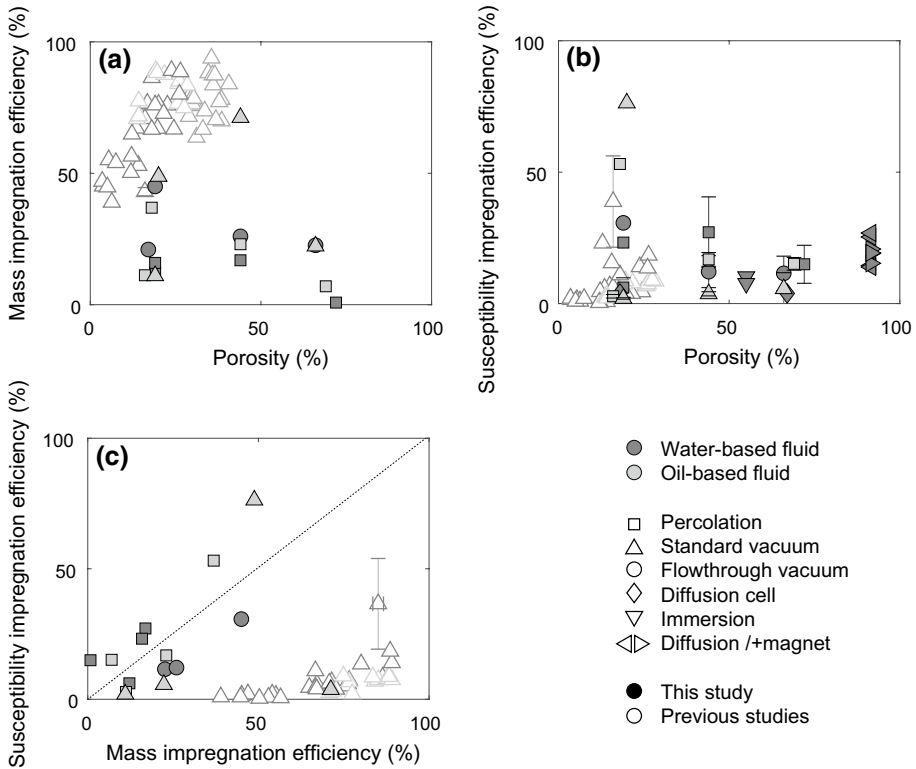 Mass impregnation efficiency (%)
100
50
0
(a)
0
50
100
Porosity (%)
Susceptibility impregnation efficiency (%)
100
50
0
(b)
0
50
100
Porosity (%)
Susceptibility impregnation efficiency (%)
100
50
0
(c)
0
50
100
Mass impregnation efficiency (%)
Water-based fluid
Oil-based fluid
Percolation
Standard vacuum
Flowthrough vacuum
Diffusion cell
Immersion
Diffusion /+magnet
This study
Previous studies